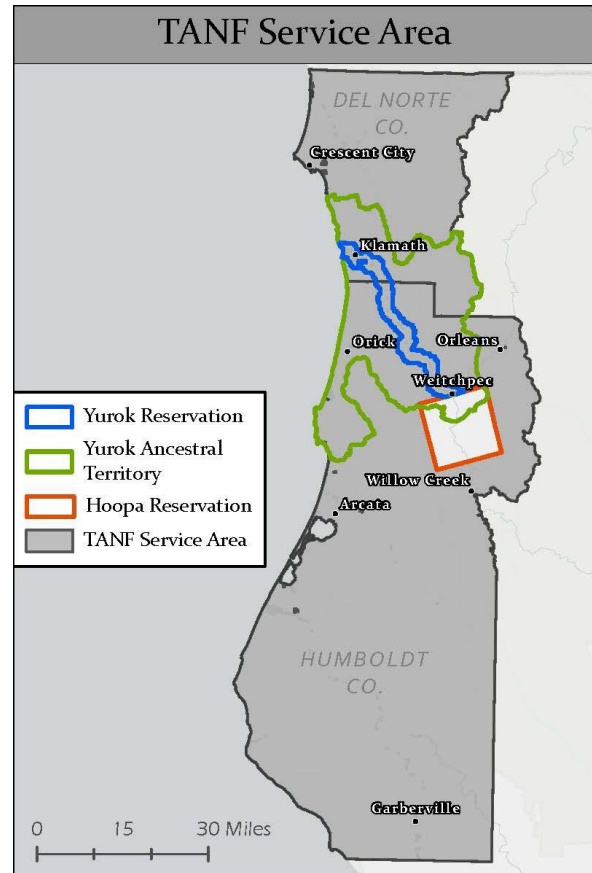 TANF Service Area
DEL NORTE
CO.
Crescent City
Klamath
Orick
Orleans
Weitchpec
Yurok Reservation
Yurok Ancestral
Territory
Hoopa Reservation
TANF Service Area
Willow Creek
Arcata
HUMBOLDT
CO.
Garberville
0 15 30 Miles